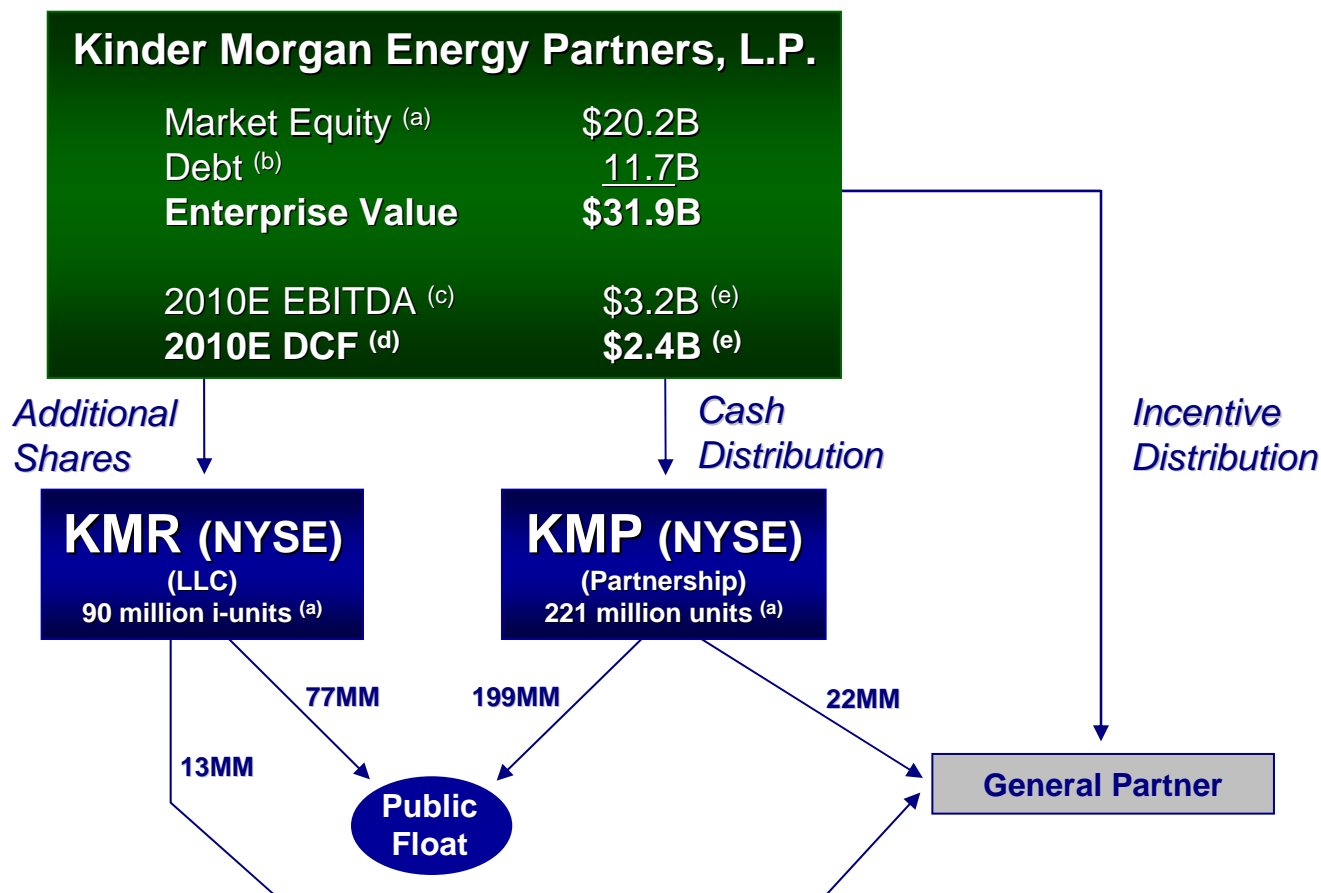 Kinder Morgan Energy Partners, L.P.
Market Equity (a) $20.2B
Debt (b) 11.7B
Enterprise Value $31.9B
2010E EBITDA (c) $3.2B (e)
2010E DCF (d) $2.4B (e)
Additional
Shares
Cash
Distribution
Incentive
Distribution
KMR (NYSE)
(LLC)
90 million i-units (a)
KMP (NYSE)
(Partnership)
221 million units (a)
77MM
199MM
22MM
13MM
Public
Float
General Partner